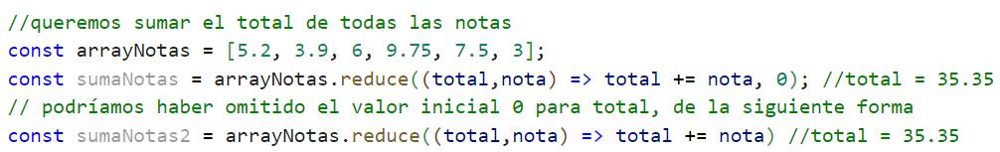 //queremos sumar el total de todas las notas
const arrayNotas = [5.2, 3.9, 6, 9.75, 7.5, 3];
const sumaNotas = arrayNotas.reduce((total,nota) => total += nota, 0); //total = 35.35
// podríamos haber omitido el valor inicial 0 para total, de la siguiente forma
const sumaNotas2 = arrayNotas.reduce((total,nota) => total += nota) //total = 35.35